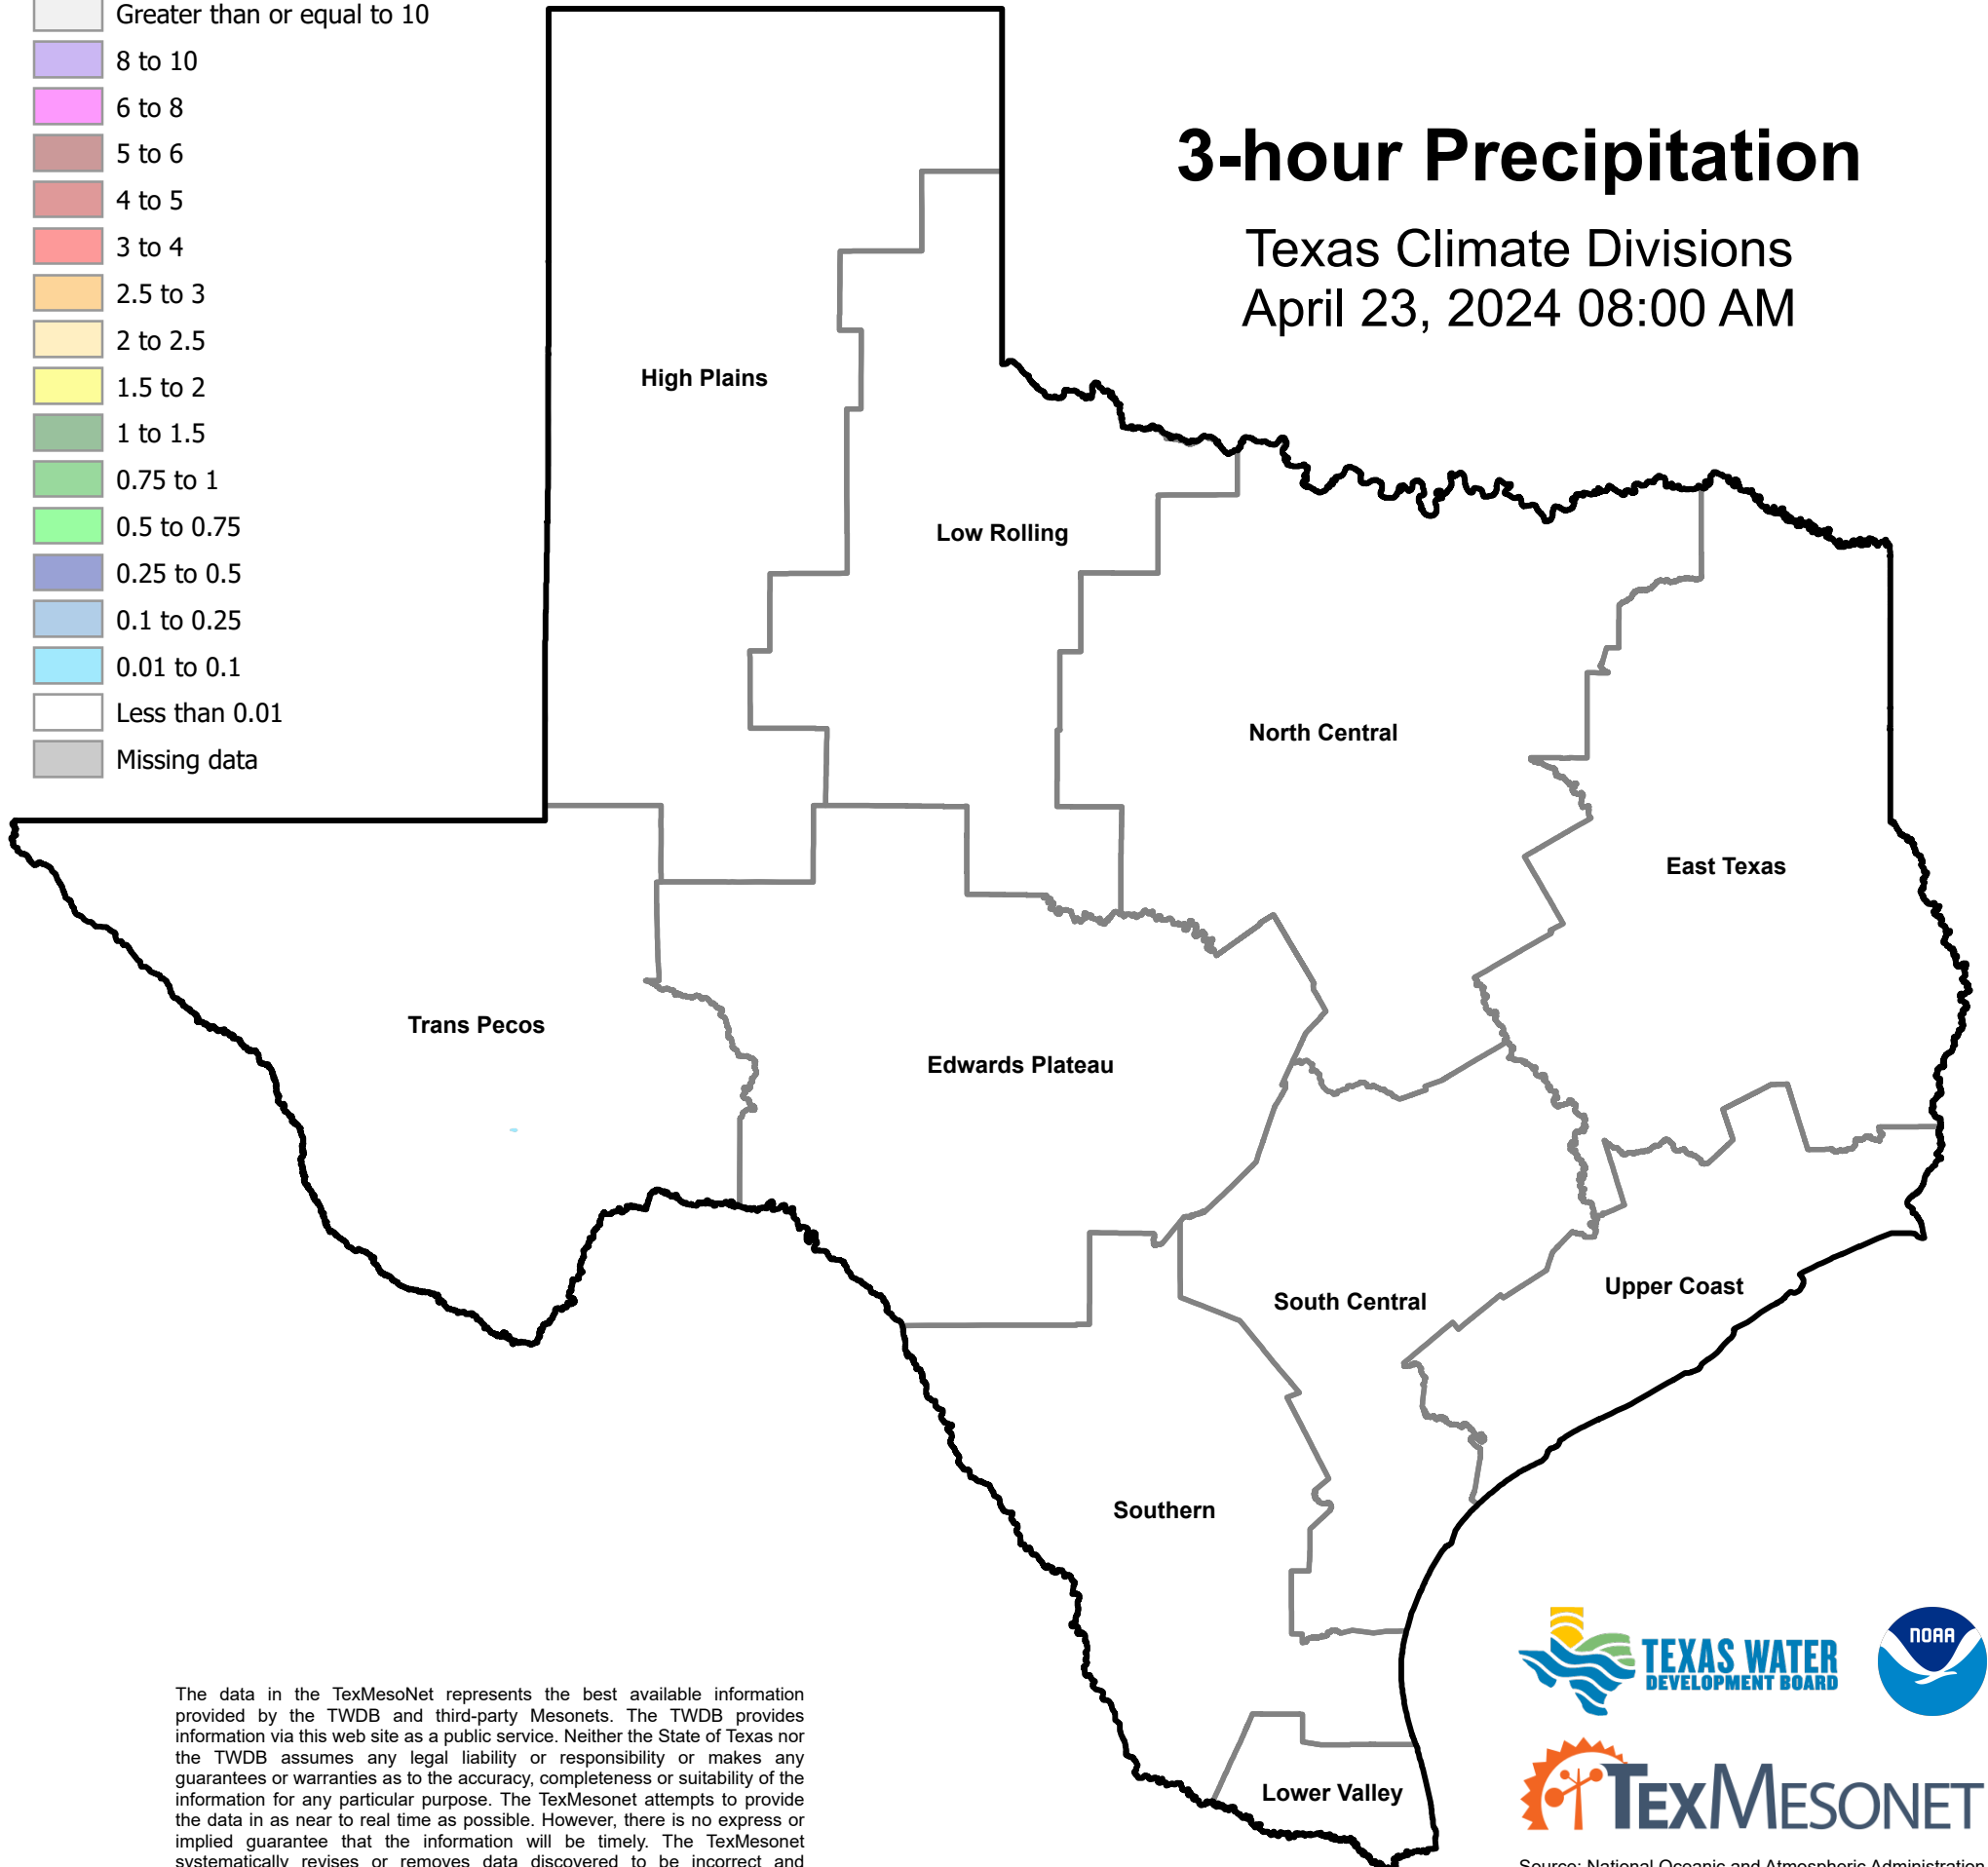 Greater than or equal to 10
8 to 10
6 to 8
5 to 6
4 to 5
3 to 4
2.5 to 3
2 to 2.5
1.5 to 2
1 to 1.5
0.75 to 1
0.5 to 0.75
0.25 to 0.5
0.1 to 0.25
0.01 to 0.1
Less than 0.01
Missing data
3-hour Precipitation
Texas Climate Divisions
April 23, 2024 08:00 AM
High Plains
Low Rolling
North Central
East Texas
Trans Pecos
Edwards Plateau
South Central
Upper Coast
Southern
Lower Valley
The data in the TexMesoNet represents the best available information
provided by the TWDB and third-party Mesonets. The TWDB provides
information via this web site as a public service. Neither the State of Texas nor
the TWDB assumes any legal liability or responsibility or makes any
guarantees or warranties as to the accuracy, completeness or suitability of the
information for any particular purpose. The TexMesonet attempts to provide
the data in as near to real time as possible. However, there is no express or
implied guarantee that the information will be timely. The TexMesonet
systematically revises or removes data discovered to be incorrect and
TEXAS WATER
DEVELOPMENT BOARD
NOAA
TEXMESONET
Source: National Oceanic and Atmospheric Administration